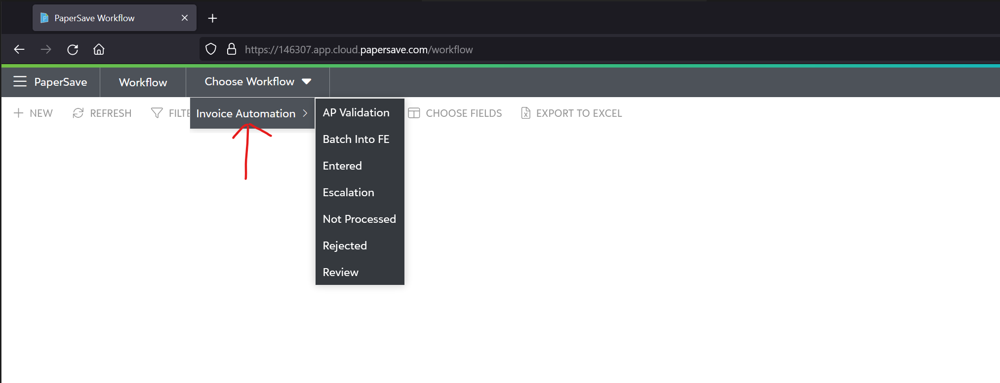 PaperSave Workflow
https://146307.app.cloud.papersave.com/workflow
PaperSave Workflow Choose Workflow
NEW REFRESH FILTE Invoice Automation AP Validation CHOOSE FIELDS EXPORT TO EXCEL
Batch Into FE
Entered
Escalation
Not Processed
Rejected
Review